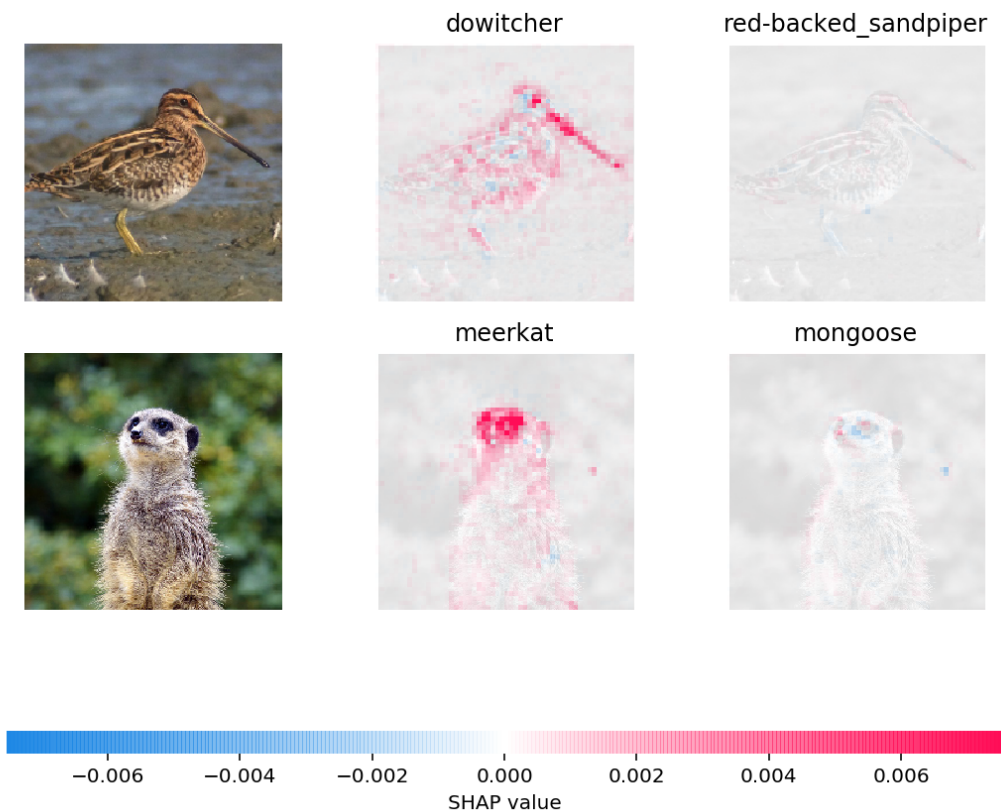 dowitcher
red-backed_sandpiper
meerkat
mongoose
−0.006 −0.004 −0.002 0.000 0.002 0.004 0.006
SHAP value